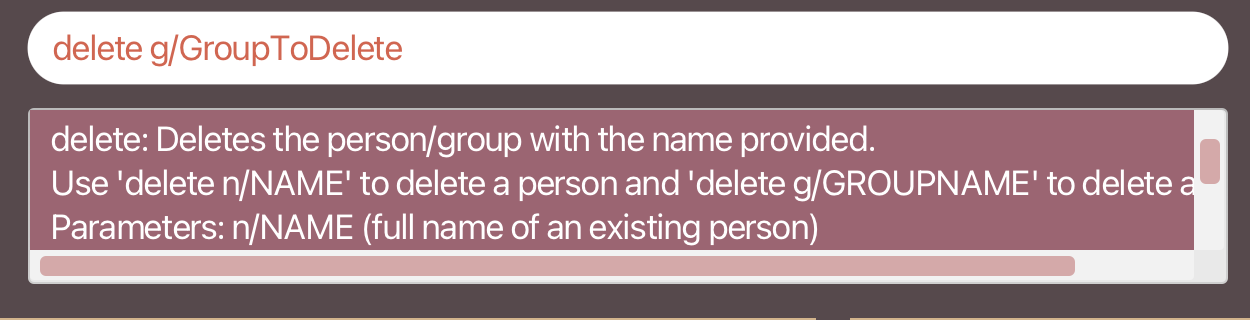 delete g/GroupToDelete
delete: Deletes the person/group with the name provided.
Use 'delete n/NAME' to delete a person and 'delete g/GROUPNAME' to delete a
Parameters: n/NAME (full name of an existing person)